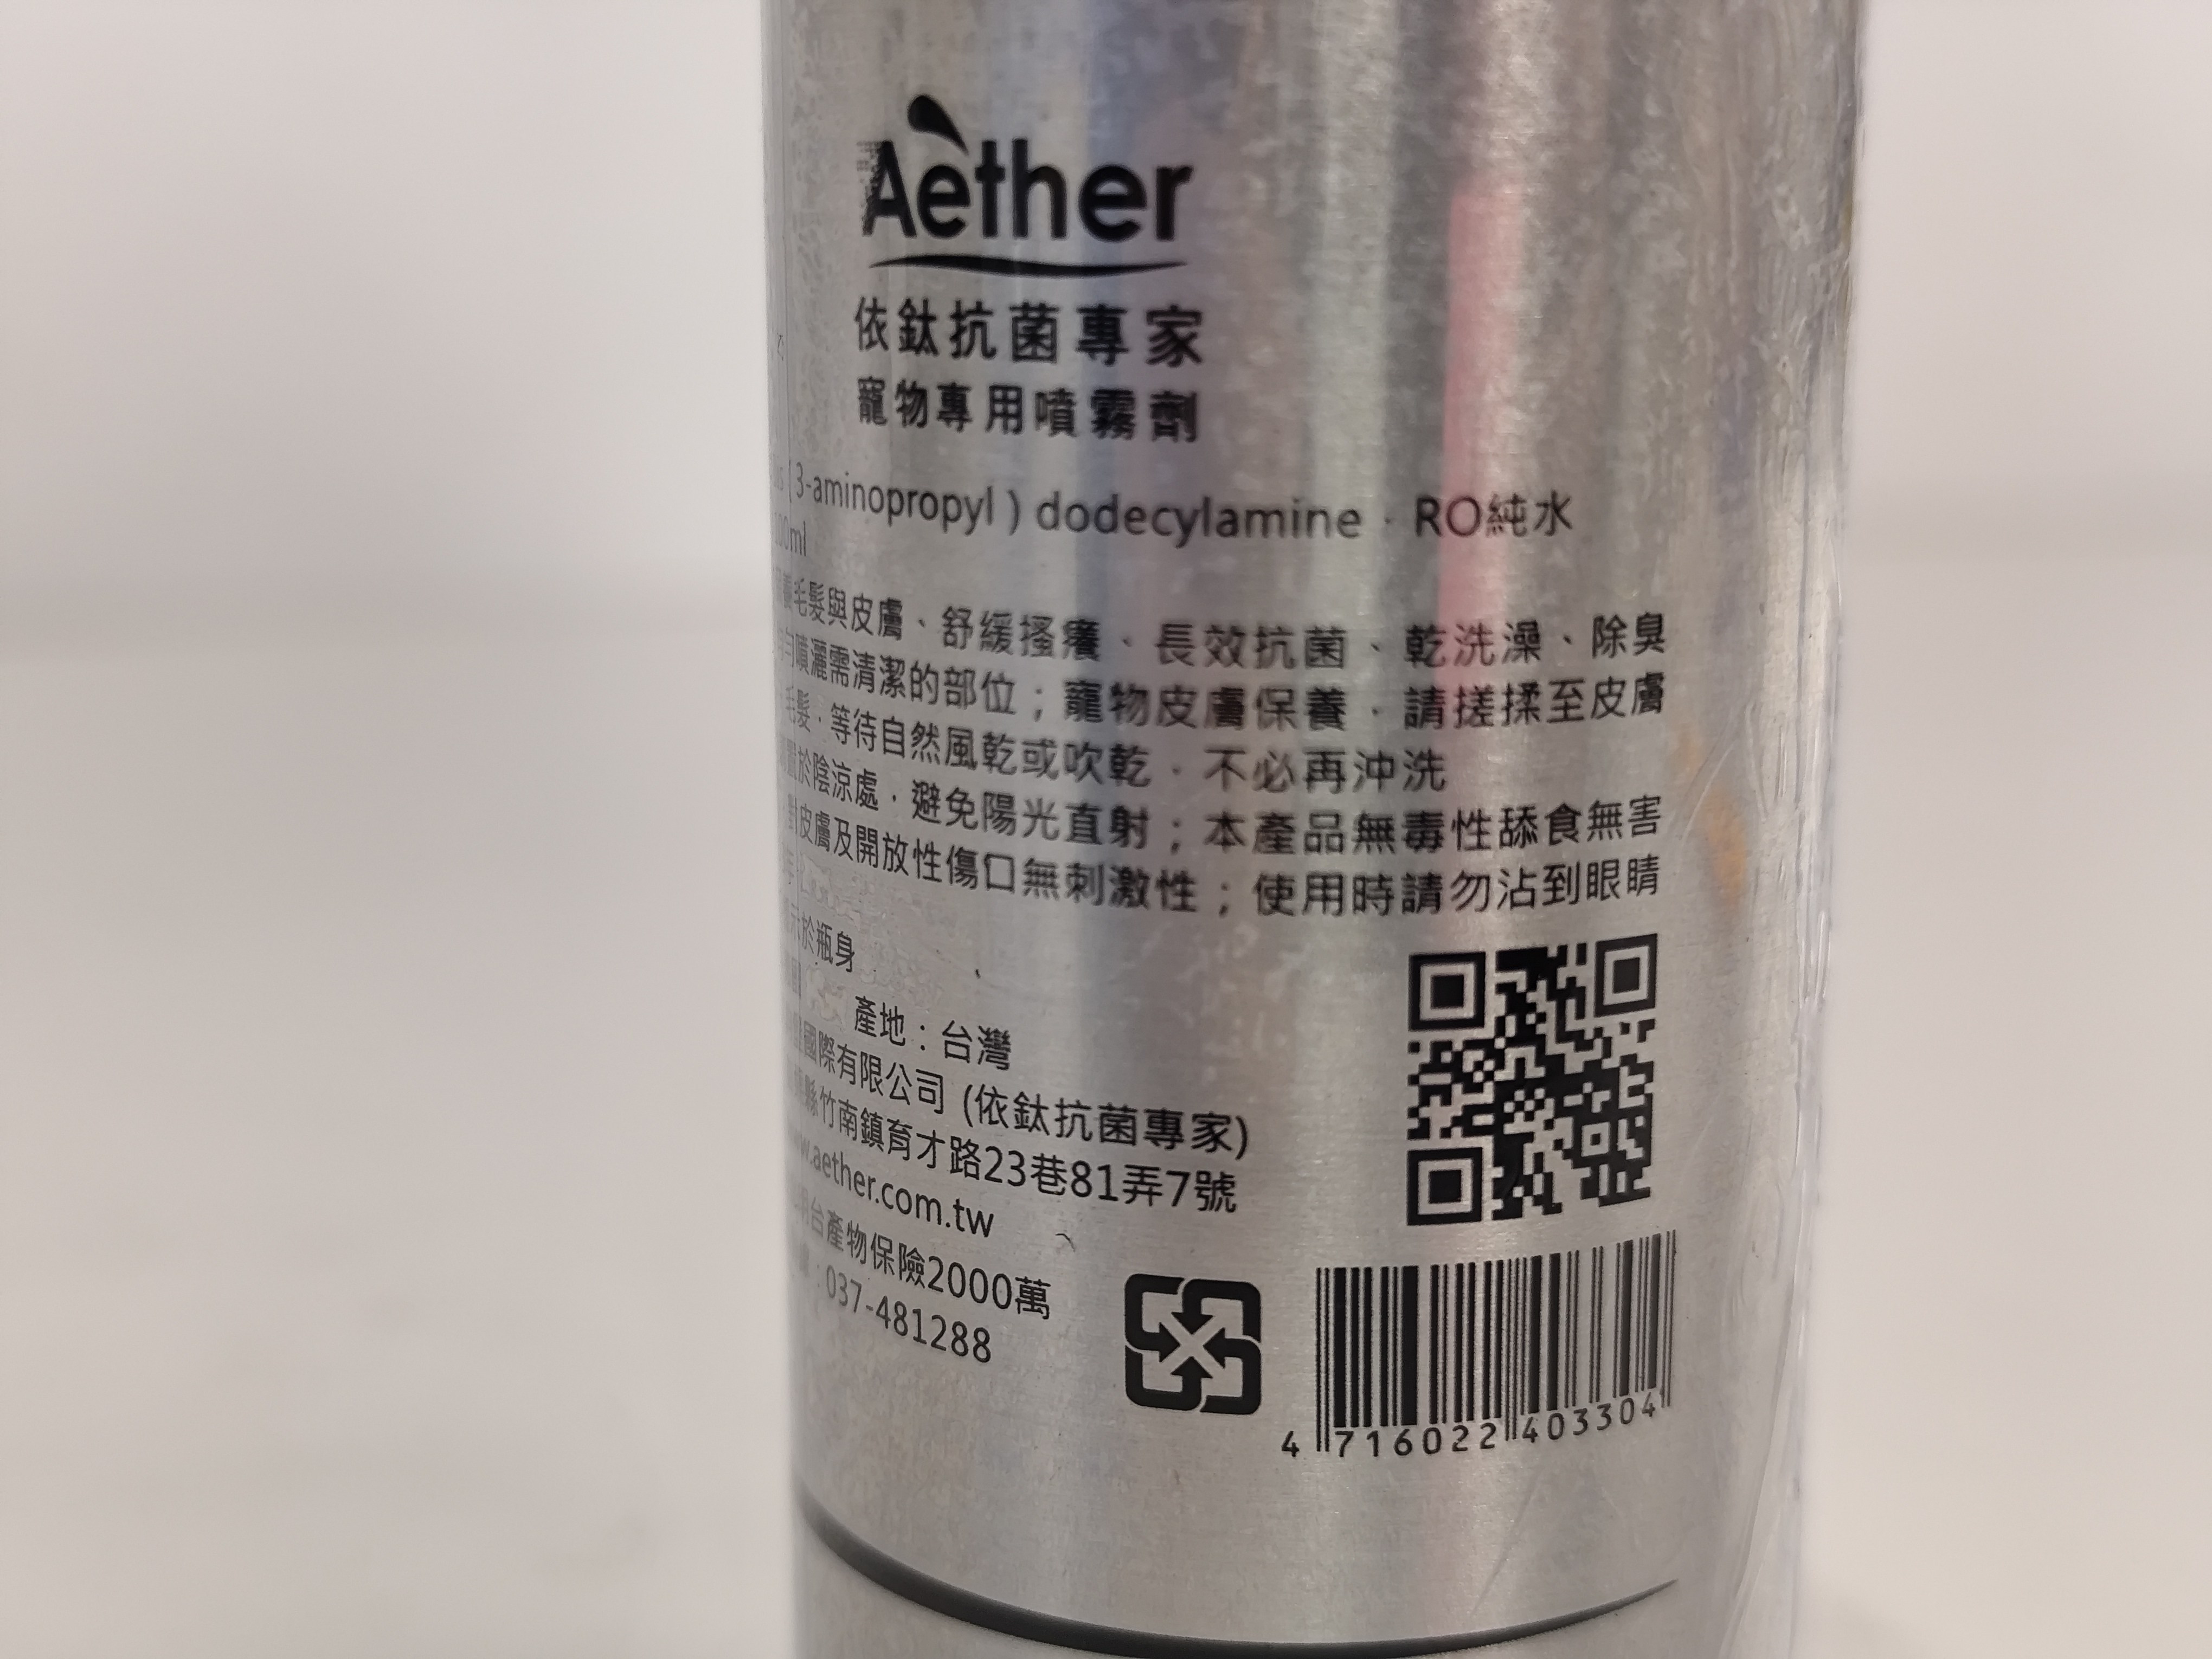 Aether
依鈦抗菌專家
寵物專用噴霧劑
(3-aminopropyl) dodecylamine · RO純水
00ml
毛髮與皮膚、舒緩搔癢、長效抗菌、乾洗澡、除臭
勻噴灑需清潔的部位；寵物皮膚保養，請搓揉至皮膚
毛髮，等待自然風乾或吹乾，不必再沖洗
置於陰涼處，避免陽光直射；本產品無毒性舔食無害
對皮膚及開放性傷口無刺激性；使用時請勿沾到眼睛
年
示於瓶身
產地：台灣
國際有限公司 (依鈦抗菌專家)
縣竹南鎮育才路23巷81弄7號
w.aether.com.tw
台產物保險2000萬
：037-481288
4 716022 403304